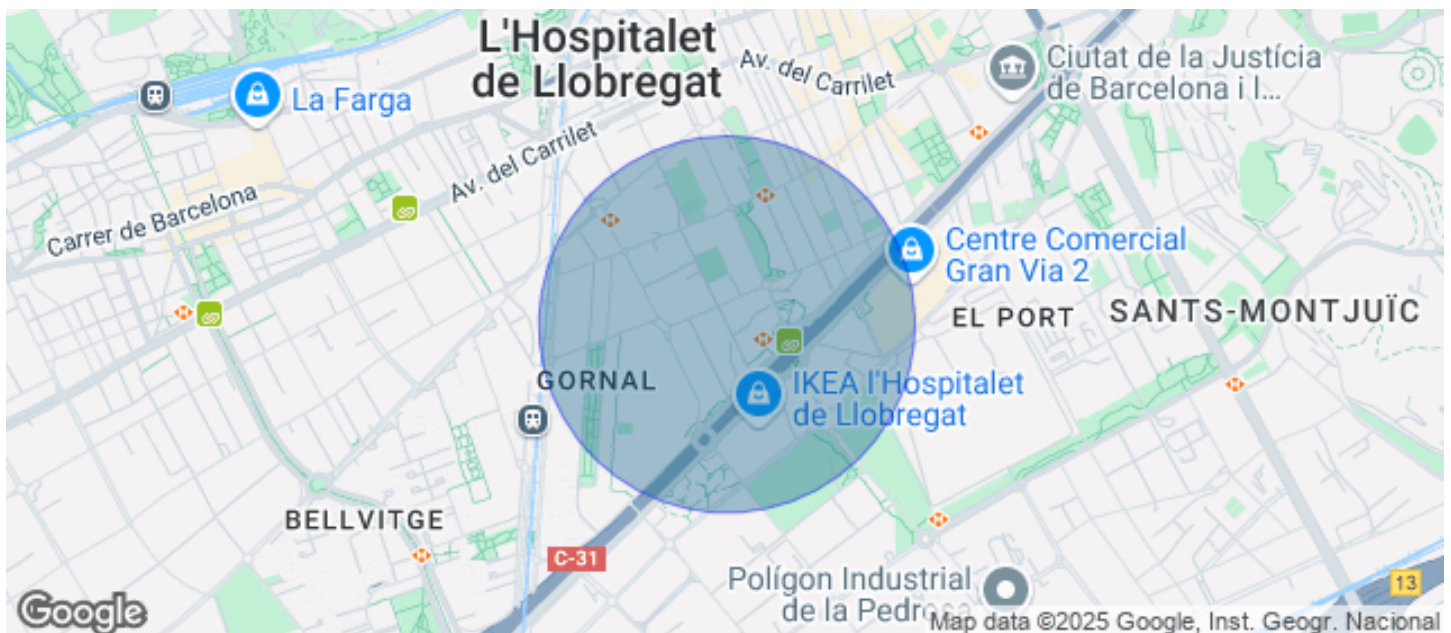 L'Hospitalet
de Llobregat
Av. del Carrilet
Ciutat de la Justícia
de Barcelona i l...
La Farga
Av. del Carrilet
Carrer de Barcelona
Centre Comercial
Gran Via 2
EL PORT
SANTS-MONTJUÏC
GORNAL
IKEA l'Hospitalet
de Llobregat
BELLVITGE
C-31
Polígon Industrial
de la Pedrosa
13
Google
Map data ©2025 Google, Inst. Geogr. Nacional